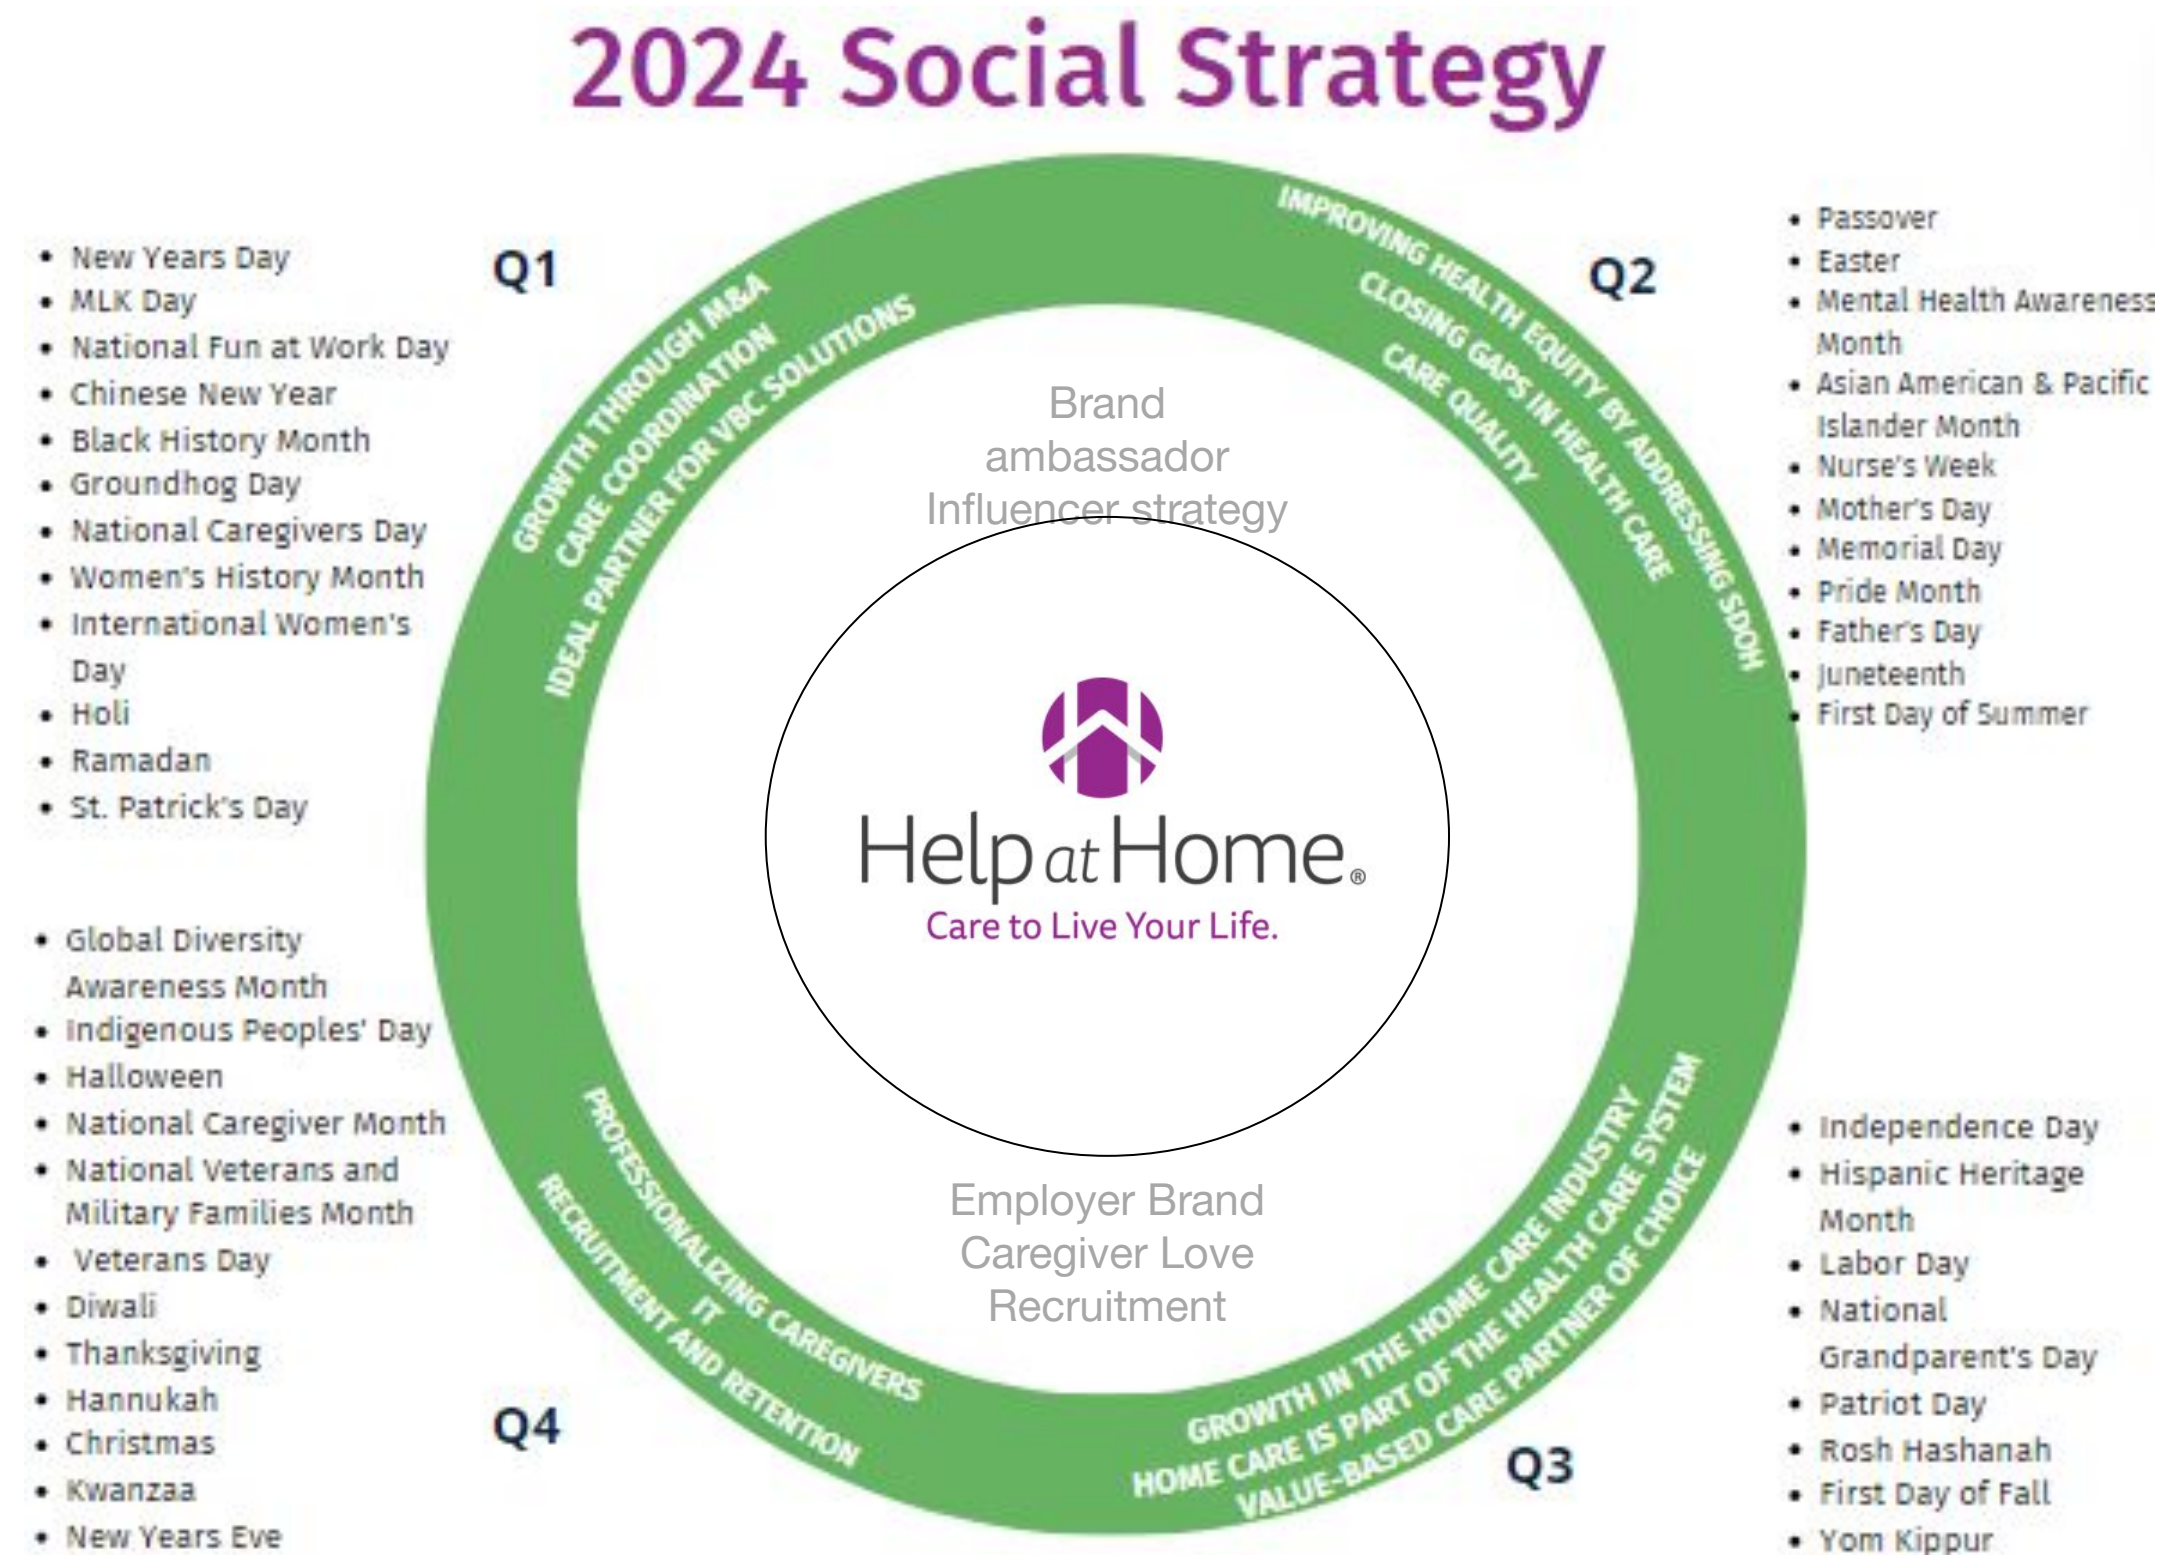 2024 Social Strategy
Q1
• New Years Day
• MLK Day
• National Fun at Work Day
• Chinese New Year
• Black History Month
• Groundhog Day
• National Caregivers Day
• Women's History Month
• International Women's
Day
• Holi
• Ramadan
• St. Patrick's Day
GROWTH THROUGH M&A
CARE COORDINATION
IDEAL PARTNER FOR VBC SOLUTIONS
Q2
IMPROVING HEALTH EQUITY BY ADDRESSING SDOH
CLOSING GAPS IN HEALTH CARE
CARE QUALITY
• Passover
• Easter
• Mental Health Awareness
Month
• Asian American & Pacific
Islander Month
• Nurse's Week
• Mother's Day
• Memorial Day
• Pride Month
• Father's Day
• Juneteenth
• First Day of Summer
Brand
ambassador
Influencer strategy
Help at Home®
Care to Live Your Life.
Employer Brand
Caregiver Love
Recruitment
• Global Diversity
Awareness Month
• Indigenous Peoples' Day
• Halloween
• National Caregiver Month
• National Veterans and
Military Families Month
• Veterans Day
• Diwali
• Thanksgiving
• Hannukah
• Christmas
• Kwanzaa
• New Years Eve
Q4
PROFESSIONALIZING CAREGIVERS
IT
RECRUITMENT AND RETENTION
GROWTH IN THE HOME CARE INDUSTRY
HOME CARE IS PART OF THE HEALTH CARE SYSTEM
VALUE-BASED CARE PARTNER OF CHOICE
Q3
• Independence Day
• Hispanic Heritage
Month
• Labor Day
• National
Grandparent's Day
• Patriot Day
• Rosh Hashanah
• First Day of Fall
• Yom Kippur